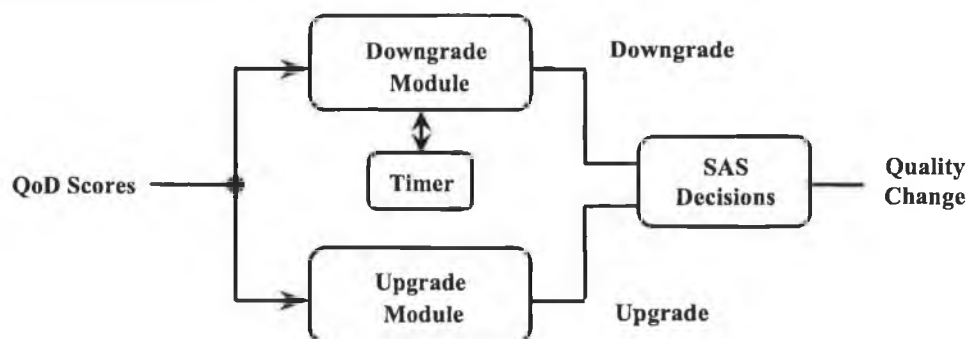 Downgrade
Module
Downgrade
QoD Scores
Timer
SAS
Decisions
Quality
Change
Upgrade
Module
Upgrade